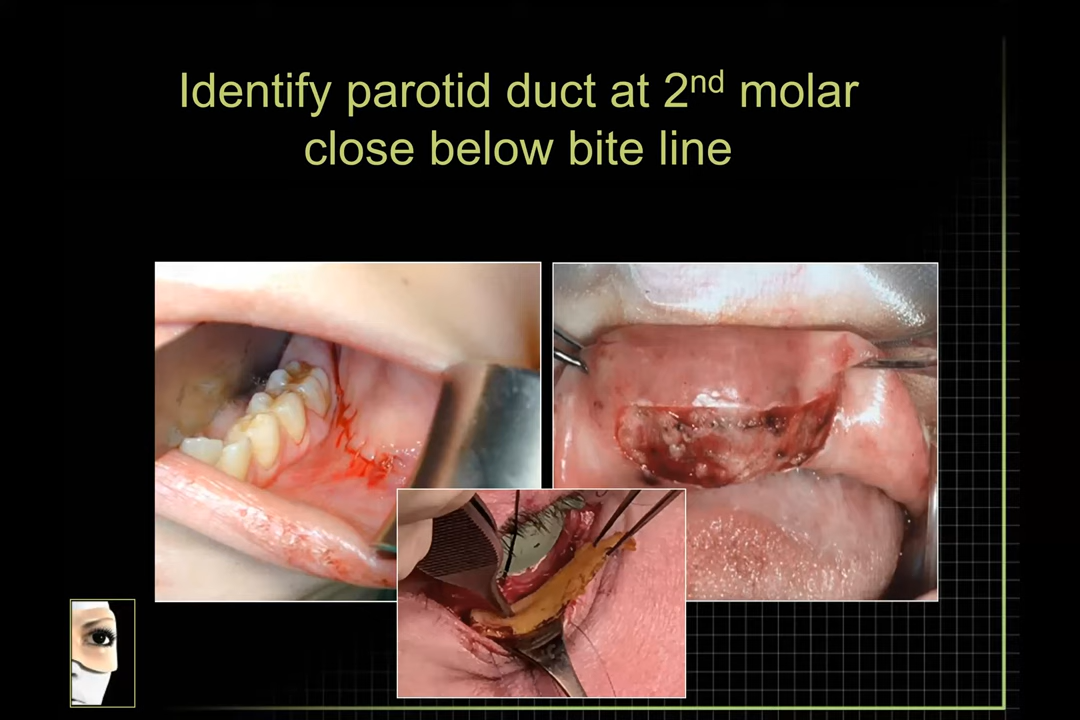 Identify parotid duct at 2nd molar
close below bite line